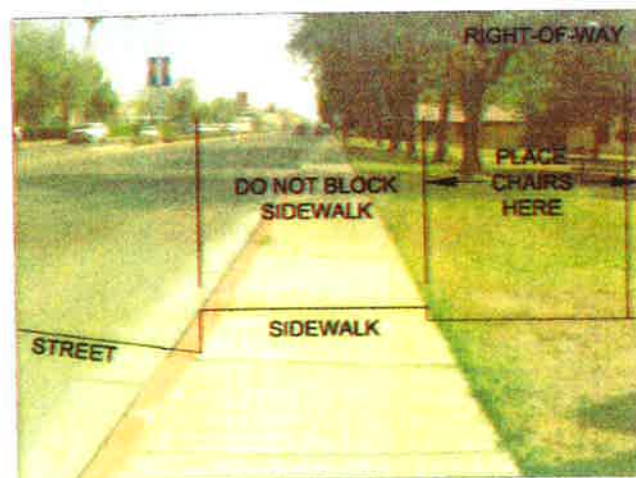 RIGHT-OF-WAY
DO NOT BLOCK
SIDEWALK
PLACE
CHAIRS
HERE
SIDEWALK
STREET